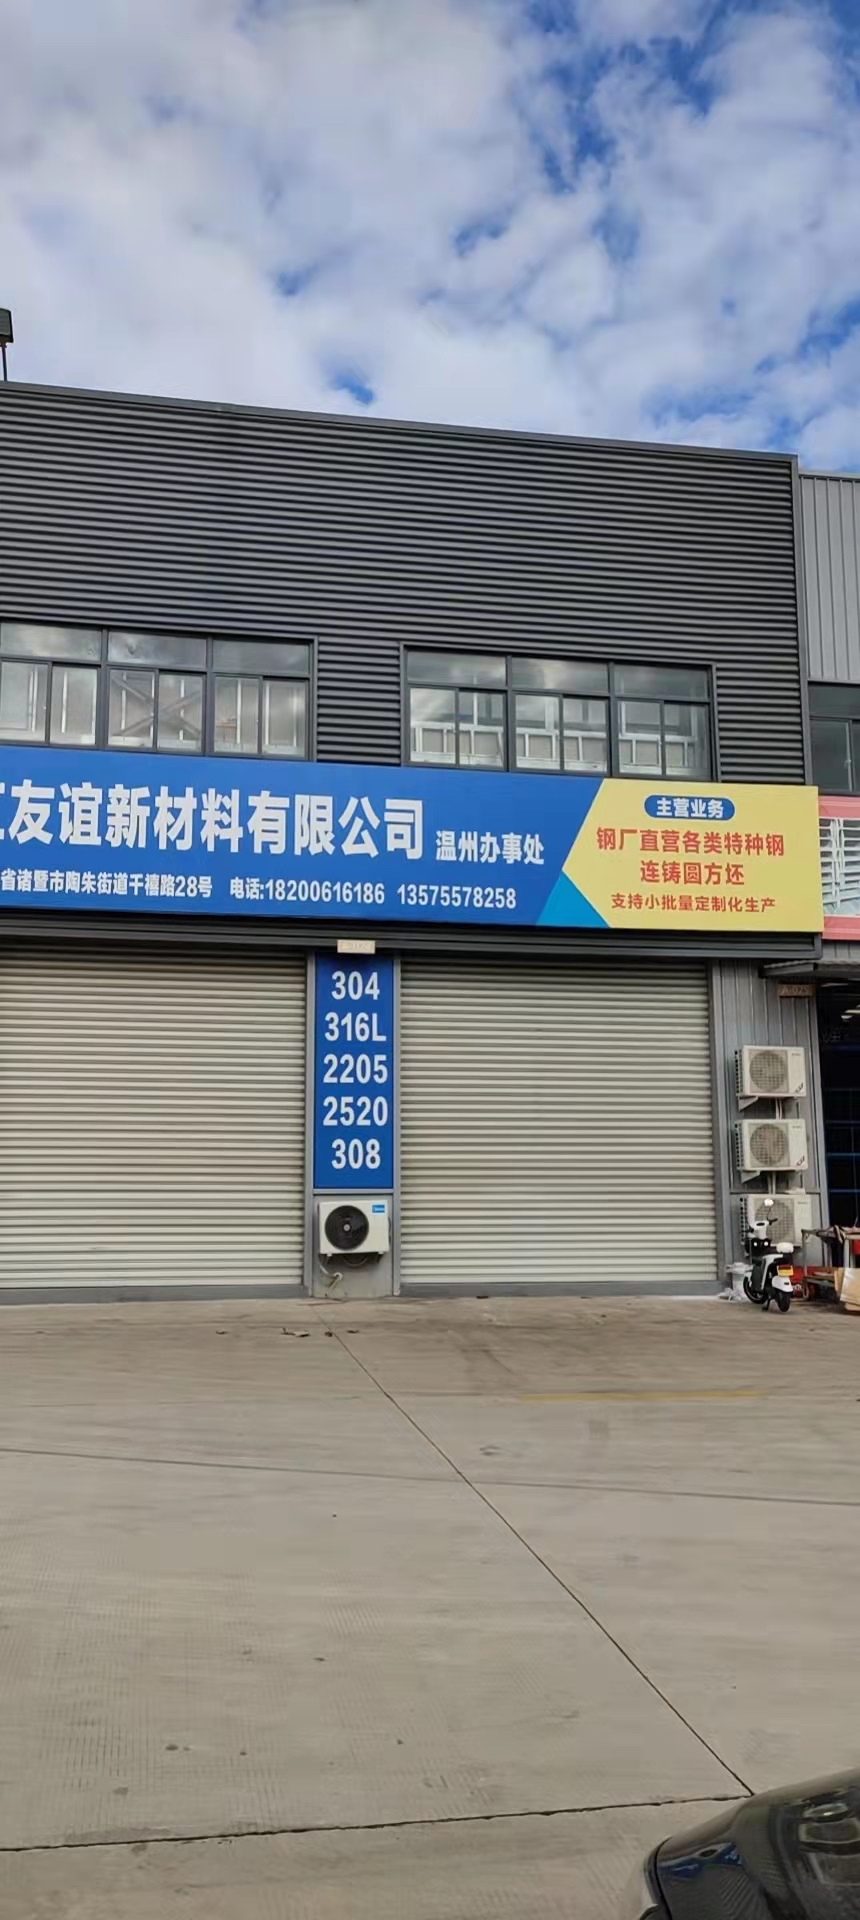 友谊新材料有限公司 温州办事处
省诸暨市陶朱街道千禧路28号 电话:18200616186 13575578258
主营业务
钢厂直营各类特种钢
连铸圆方坯
支持小批量定制化生产
304
316L
2205
2520
308